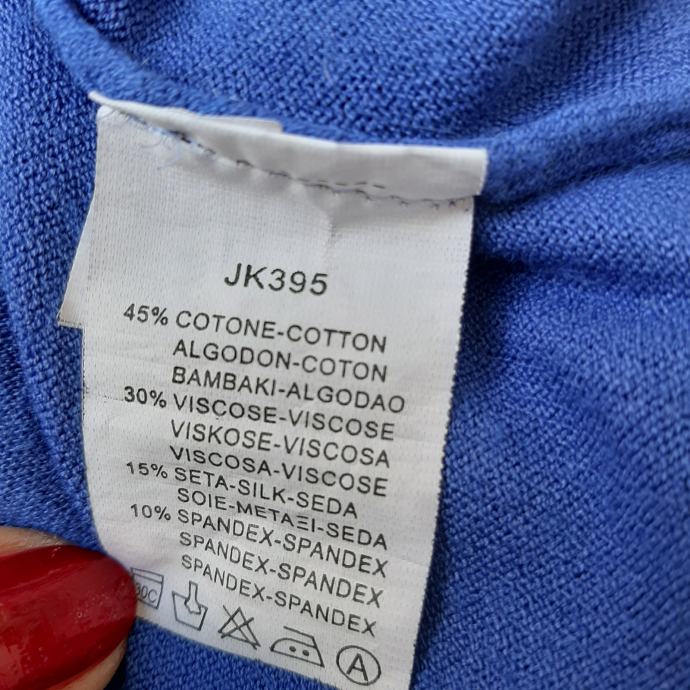 JK395
45% COTONE-COTTON
ALGODON-COTON
BAMBAKI-ALGODAO
30% VISCOSE-VISCOSE
VISKOSE-VISCOSA
VISCOSA-VISCOSE
15% SETA-SILK-SEDA
SOIE-METAΞI-SEDA
10% SPANDEX-SPANDEX
SPANDEX-SPANDEX
SPANDEX-SPANDEX
30C A